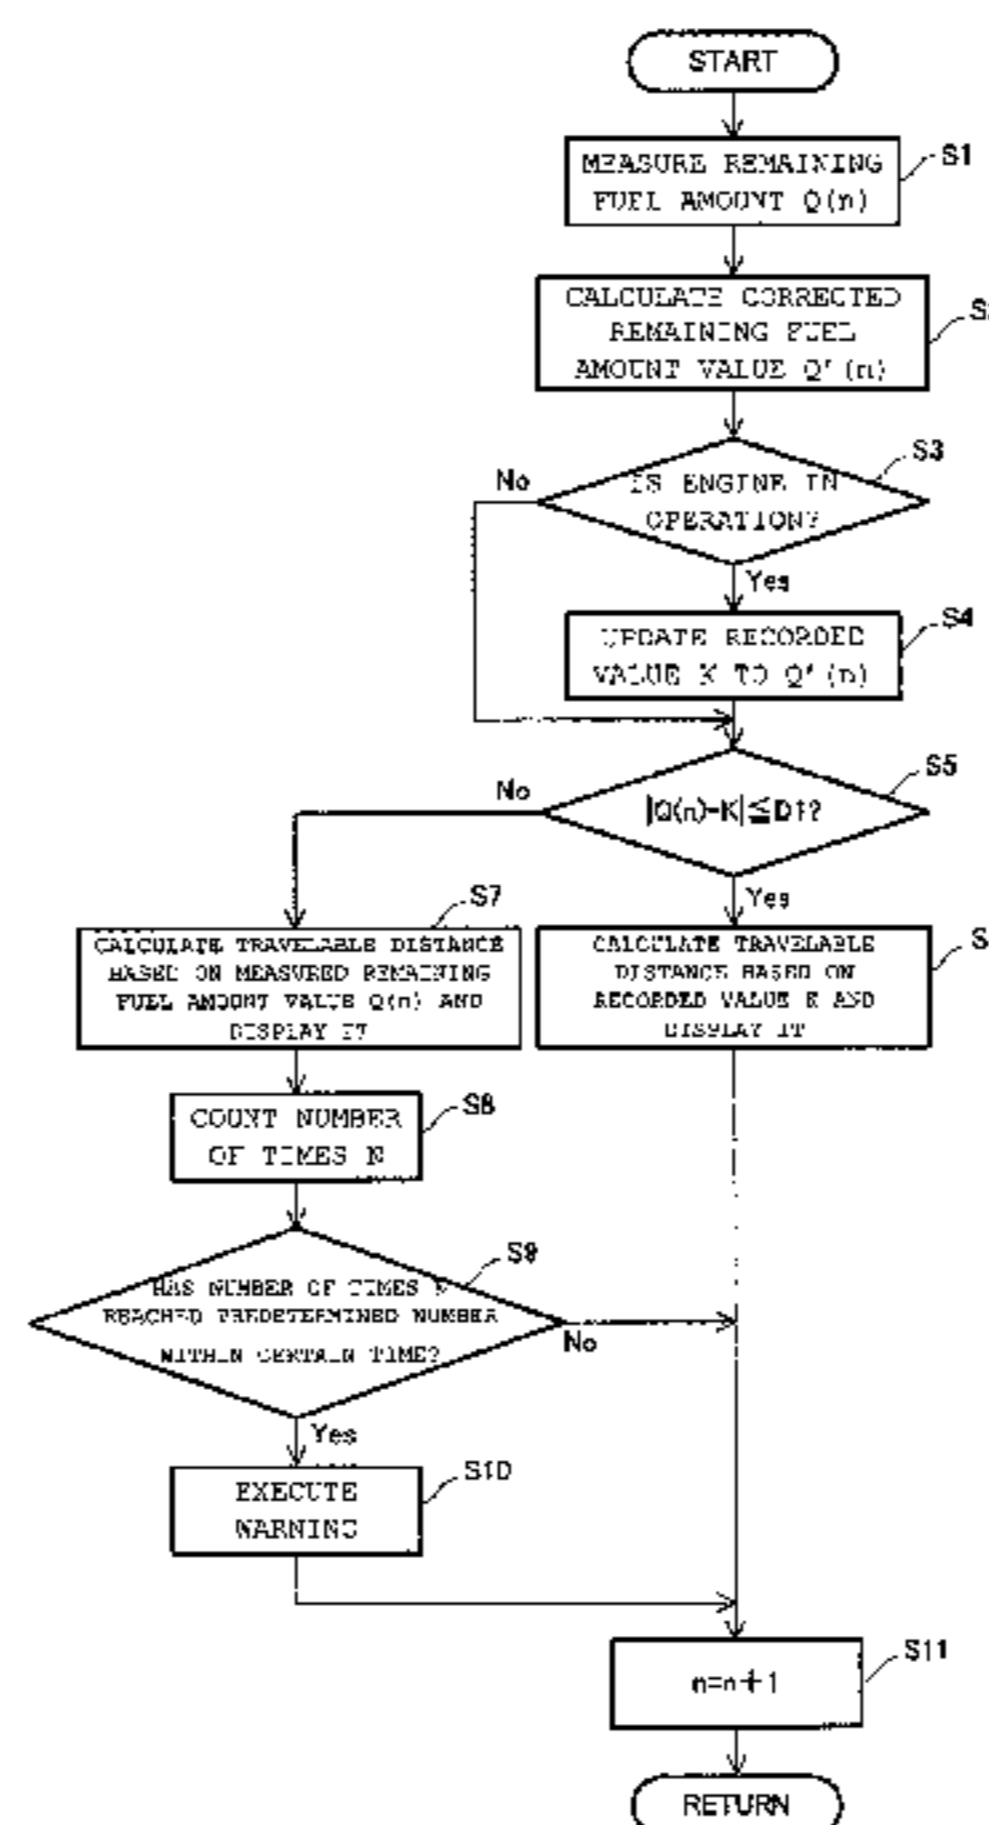 START
MEASURE REMAINING
FUEL AMOUNT Q(n)
S1
CALCULATE CORRECTED
REMAINING FUEL
AMOUNT VALUE Q'(n)
IS ENGINE IN
OPERATION?
S3
No
Yes
UPDATE RECORDED
VALUE K TO Q'(n)
S4
|Q(n)-K|≦D1?
S5
No
Yes
CALCULATE TRAVELABLE DISTANCE
BASED ON MEASURED REMAINING
FUEL AMOUNT VALUE Q(n) AND
DISPLAY IT
S7
CALCULATE TRAVELABLE
DISTANCE BASED ON
RECORDED VALUE K AND
DISPLAY IT
COUNT NUMBER
OF TIMES N
S8
HAS NUMBER OF TIMES N
REACHED PREDETERMINED NUMBER
WITHIN CERTAIN TIME?
S9
No
Yes
EXECUTE
WARNING
S10
n=n+1
S11
RETURN